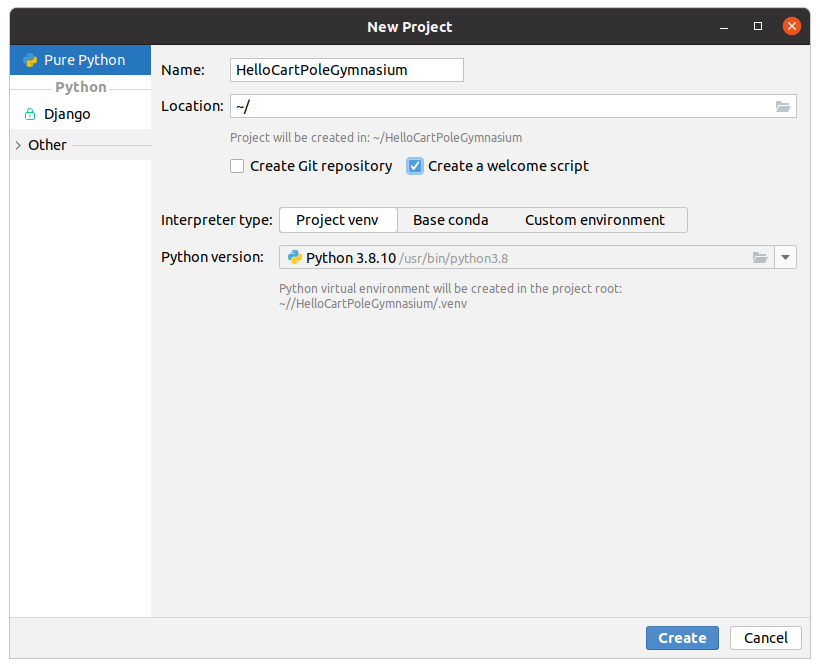 New Project
Pure Python
Python
Django
Other
Name: HelloCartPoleGymnasium
Location: ~/
Project will be created in: ~/HelloCartPoleGymnasium
Create Git repository Create a welcome script
Interpreter type: Project venv Base conda Custom environment
Python version: Python 3.8.10 /usr/bin/python3.8
Python virtual environment will be created in the project root:
~//HelloCartPoleGymnasium/.venv
Create Cancel